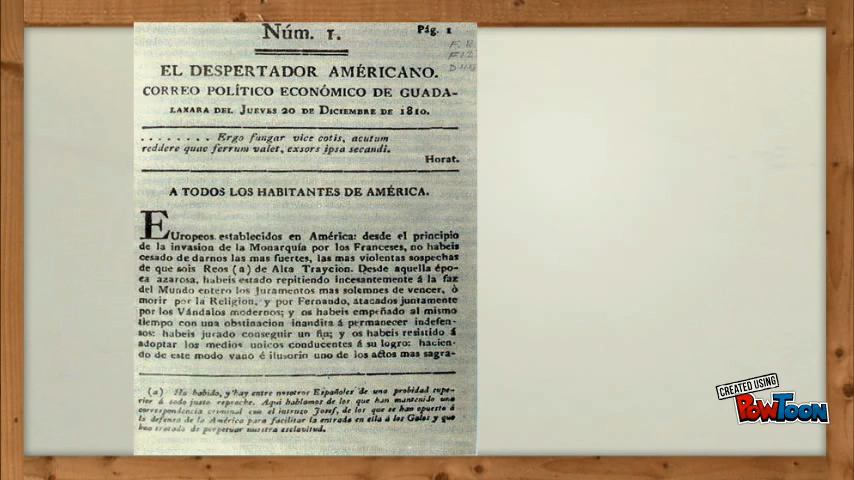 Núm. 1.
Pág. 1
EL DESPERTADOR AMÉRICANO.
CORREO POLÍTICO ECONÓMICO DE GUADA-
LAXARA DEL JUEVES 20 DE DICIEMBRE DE 1810.
. . . . . . . . Ergo fungar vice cotis, acutum
reddere quae ferrum valet, exsors ipsa secandi.
Horat.
A TODOS LOS HABITANTES DE AMÉRICA.
EUropeos establecidos en América: desde el principio
de la invasion de la Monarquía por los Franceses, no habeis
cesado de darnos las mas fuertes, las mas violentas sospechas
de que sois Reos (a) de Alta Traycion. Desde aquella épo-
ca azarosa, habeis estado repitiendo incesantemente á la faz
del Mundo entero los Juramentos mas solemnes de vencer, ò
morir por la Religion, y por Fernando, atacados juntamente
por los Vándalos modernos; y os habeis empeñado al mismo
tiempo con una obstinacion inaudita á permanecer indefen-
sos: habeis jurado conseguir un fin; y os habeis resistido á
adoptar los medios unicos conducentes á su logro: hacien-
do de este modo vano é ilusorio uno de los actos mas sagra-
(a) Ha habido, y hay entre nosotros Españoles de una probidad supe-
rior á todo justo reproche. Aqui hablamos de los que han mantenido una
correspondencia criminal con el intruzo Josef, de los que se han opuesto á
la defensa de la América para facilitar la entrada en ella á los Galos y que
han tratado de perpetuar nuestra esclavitud.
CREATED USING
POWTOON